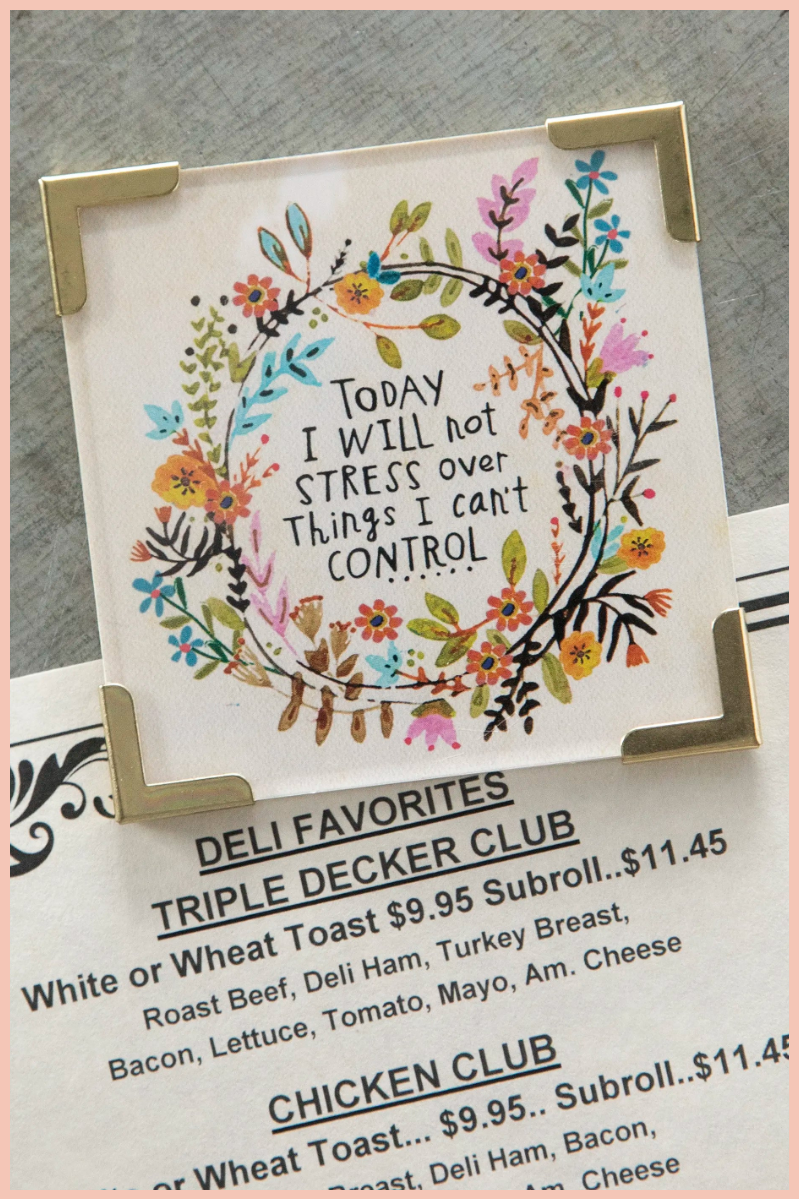 TODAY
I WILL not
STRESS over
Things I can't
CONTROL
DELI FAVORITES
TRIPLE DECKER CLUB
White or Wheat Toast $9.95 Subroll..$11.45
Roast Beef, Deli Ham, Turkey Breast,
Bacon, Lettuce, Tomato, Mayo, Am. Cheese
CHICKEN CLUB
or Wheat Toast... $9.95.. Subroll..$11.45
Breast, Deli Ham, Bacon,
Am. Cheese